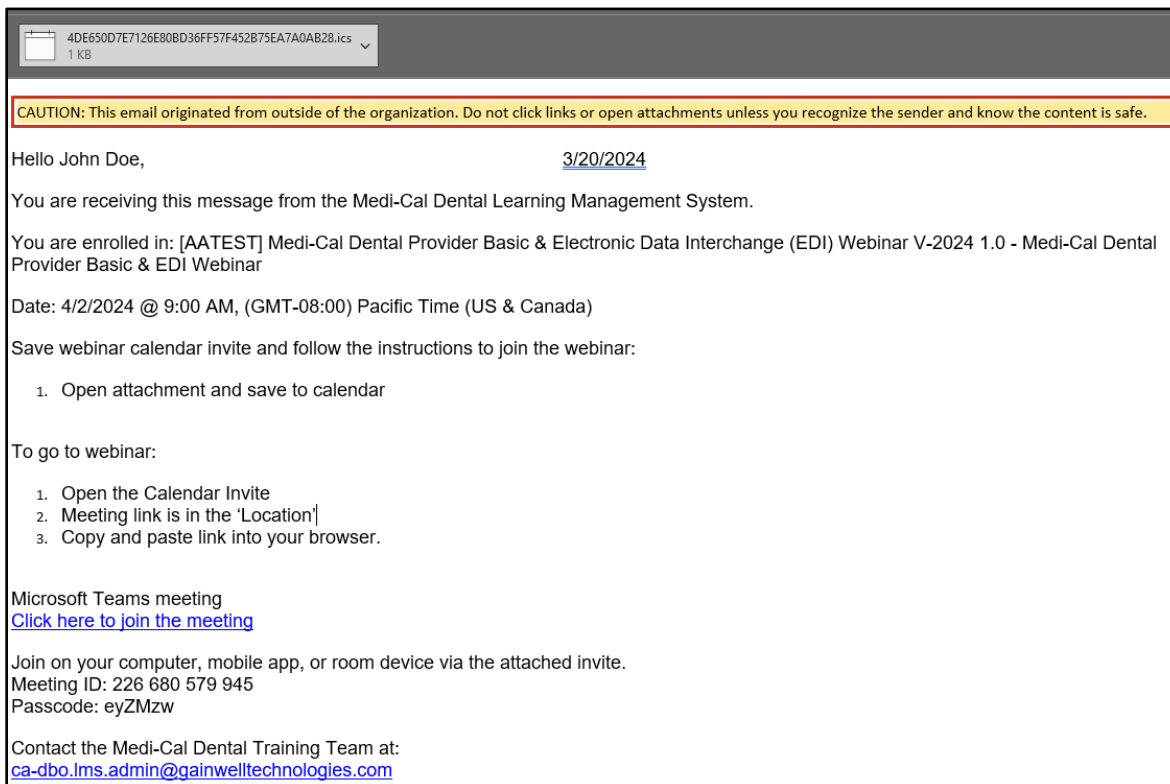 4DE650D7E7126E80BD36FF57F452B75EA7A0AB28.ics
1 KB
CAUTION: This email originated from outside of the organization. Do not click links or open attachments unless you recognize the sender and know the content is safe.
Hello John Doe, 3/20/2024
You are receiving this message from the Medi-Cal Dental Learning Management System.
You are enrolled in: [AATEST] Medi-Cal Dental Provider Basic & Electronic Data Interchange (EDI) Webinar V-2024 1.0 - Medi-Cal Dental
Provider Basic & EDI Webinar
Date: 4/2/2024 @ 9:00 AM, (GMT-08:00) Pacific Time (US & Canada)
Save webinar calendar invite and follow the instructions to join the webinar:
1. Open attachment and save to calendar
To go to webinar:
1. Open the Calendar Invite
2. Meeting link is in the ‘Location’
3. Copy and paste link into your browser.
Microsoft Teams meeting
Click here to join the meeting
Join on your computer, mobile app, or room device via the attached invite.
Meeting ID: 226 680 579 945
Passcode: eyZMzw
Contact the Medi-Cal Dental Training Team at:
ca-dbo.lms.admin@gainwelltechnologies.com